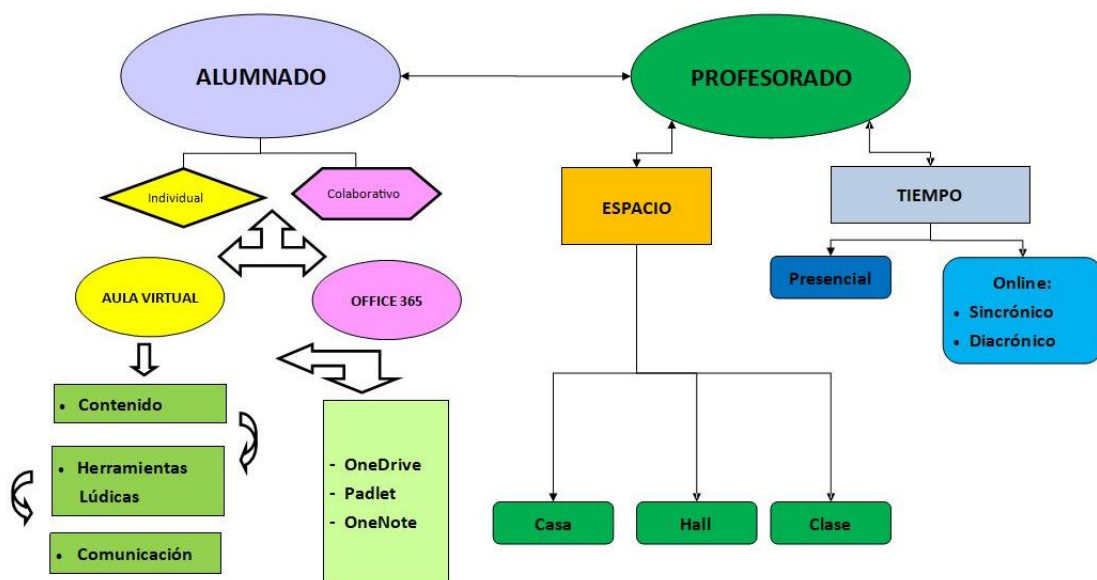 ALUMNADO
PROFESORADO
Individual
Colaborativo
ESPACIO
TIEMPO
AULA VIRTUAL
OFFICE 365
Presencial
Online:
• Sincrónico
• Diacrónico
• Contenido
• Herramientas
Lúdicas
• Comunicación
- OneDrive
- Padlet
- OneNote
Casa
Hall
Clase